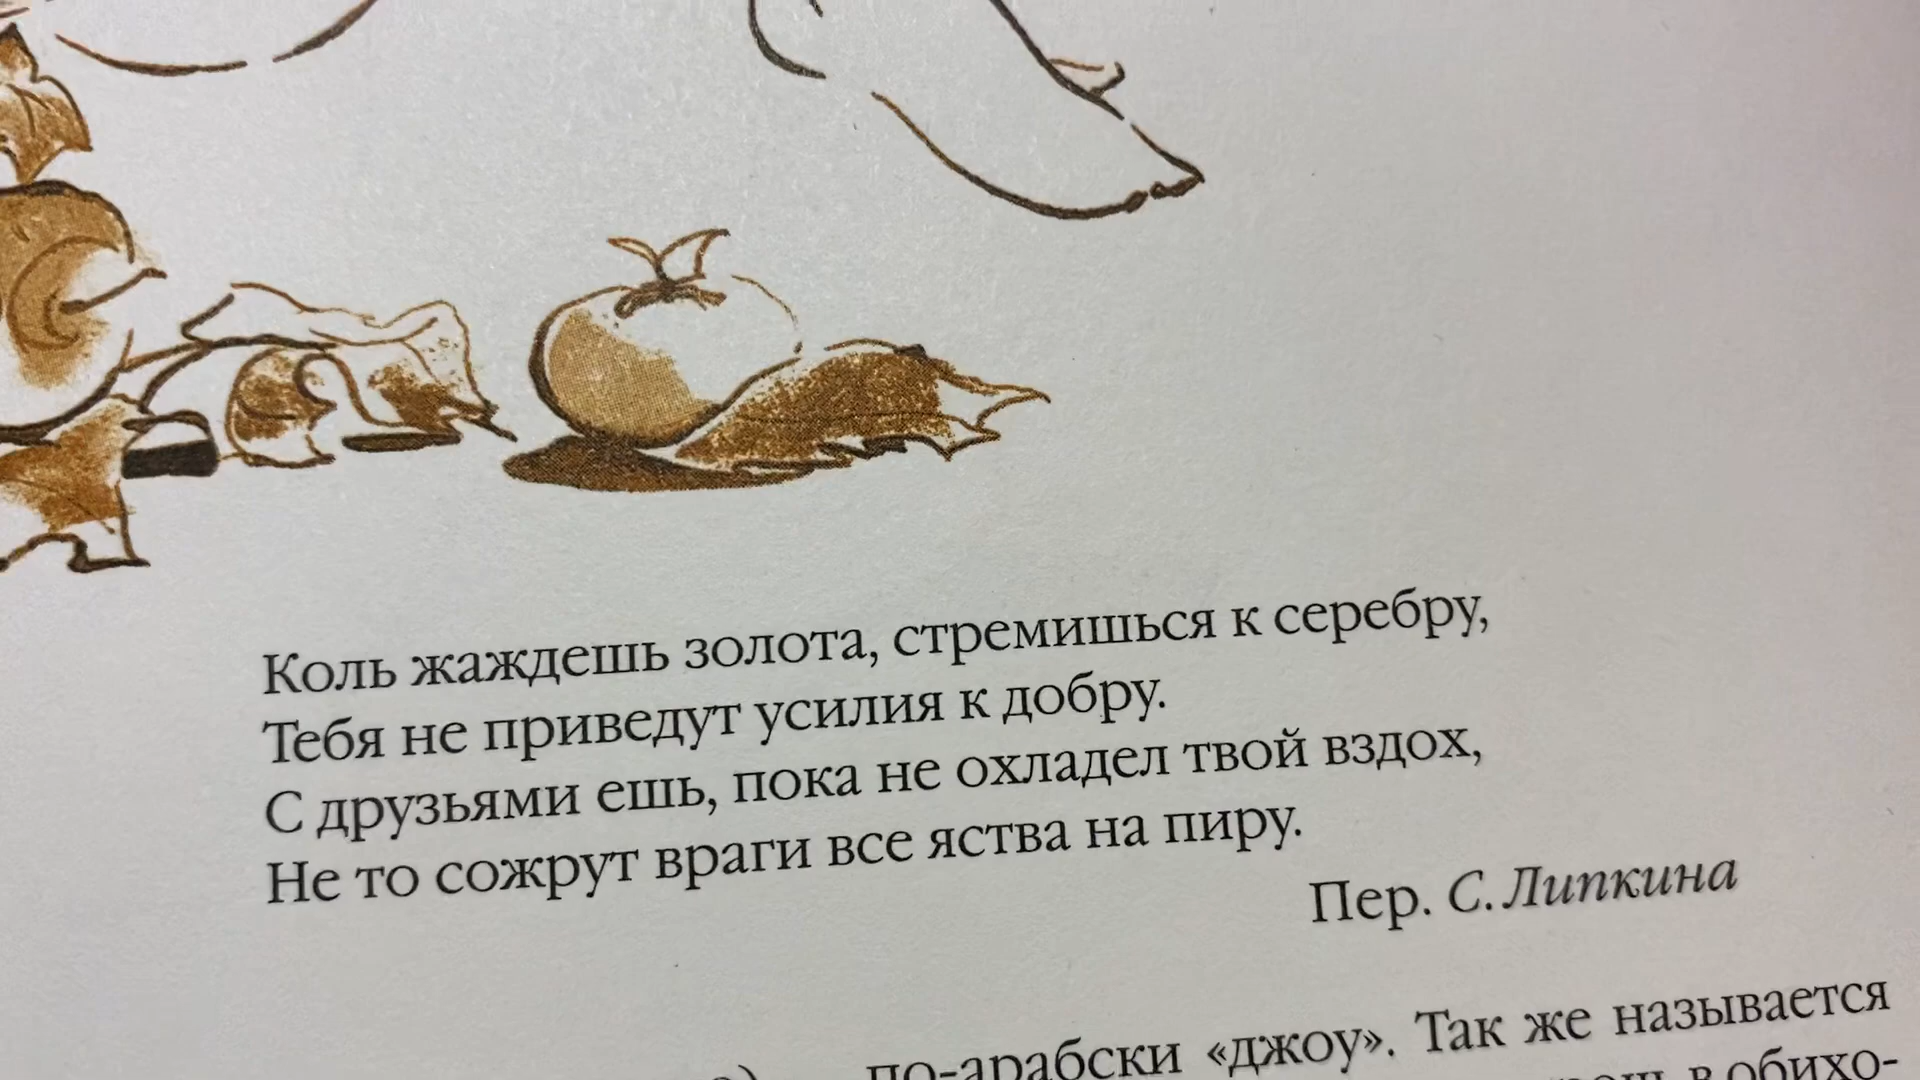 Коль жаждешь золота, стремишься к серебру,
Тебя не приведут усилия к добру.
С друзьями ешь, пока не охладел твой вздох,
Не то сожрут враги все яства на пиру.
Пер. С. Липкина
по-арабски «джоу». Так же называется
в обихо-